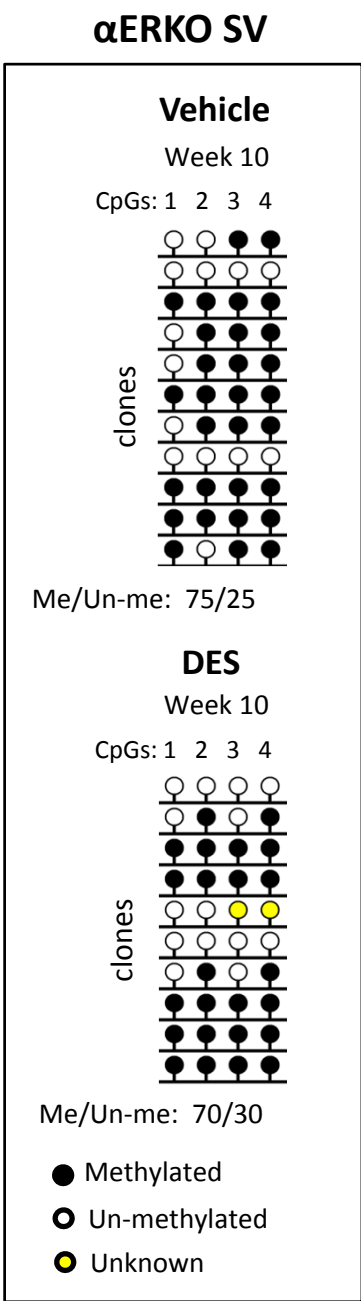 αERKO SV
Vehicle
Week 10
CpGs: 1 2 3 4
clones
Me/Un-me: 75/25
DES
Week 10
CpGs: 1 2 3 4
clones
Me/Un-me: 70/30
Methylated
Un-methylated
Unknown